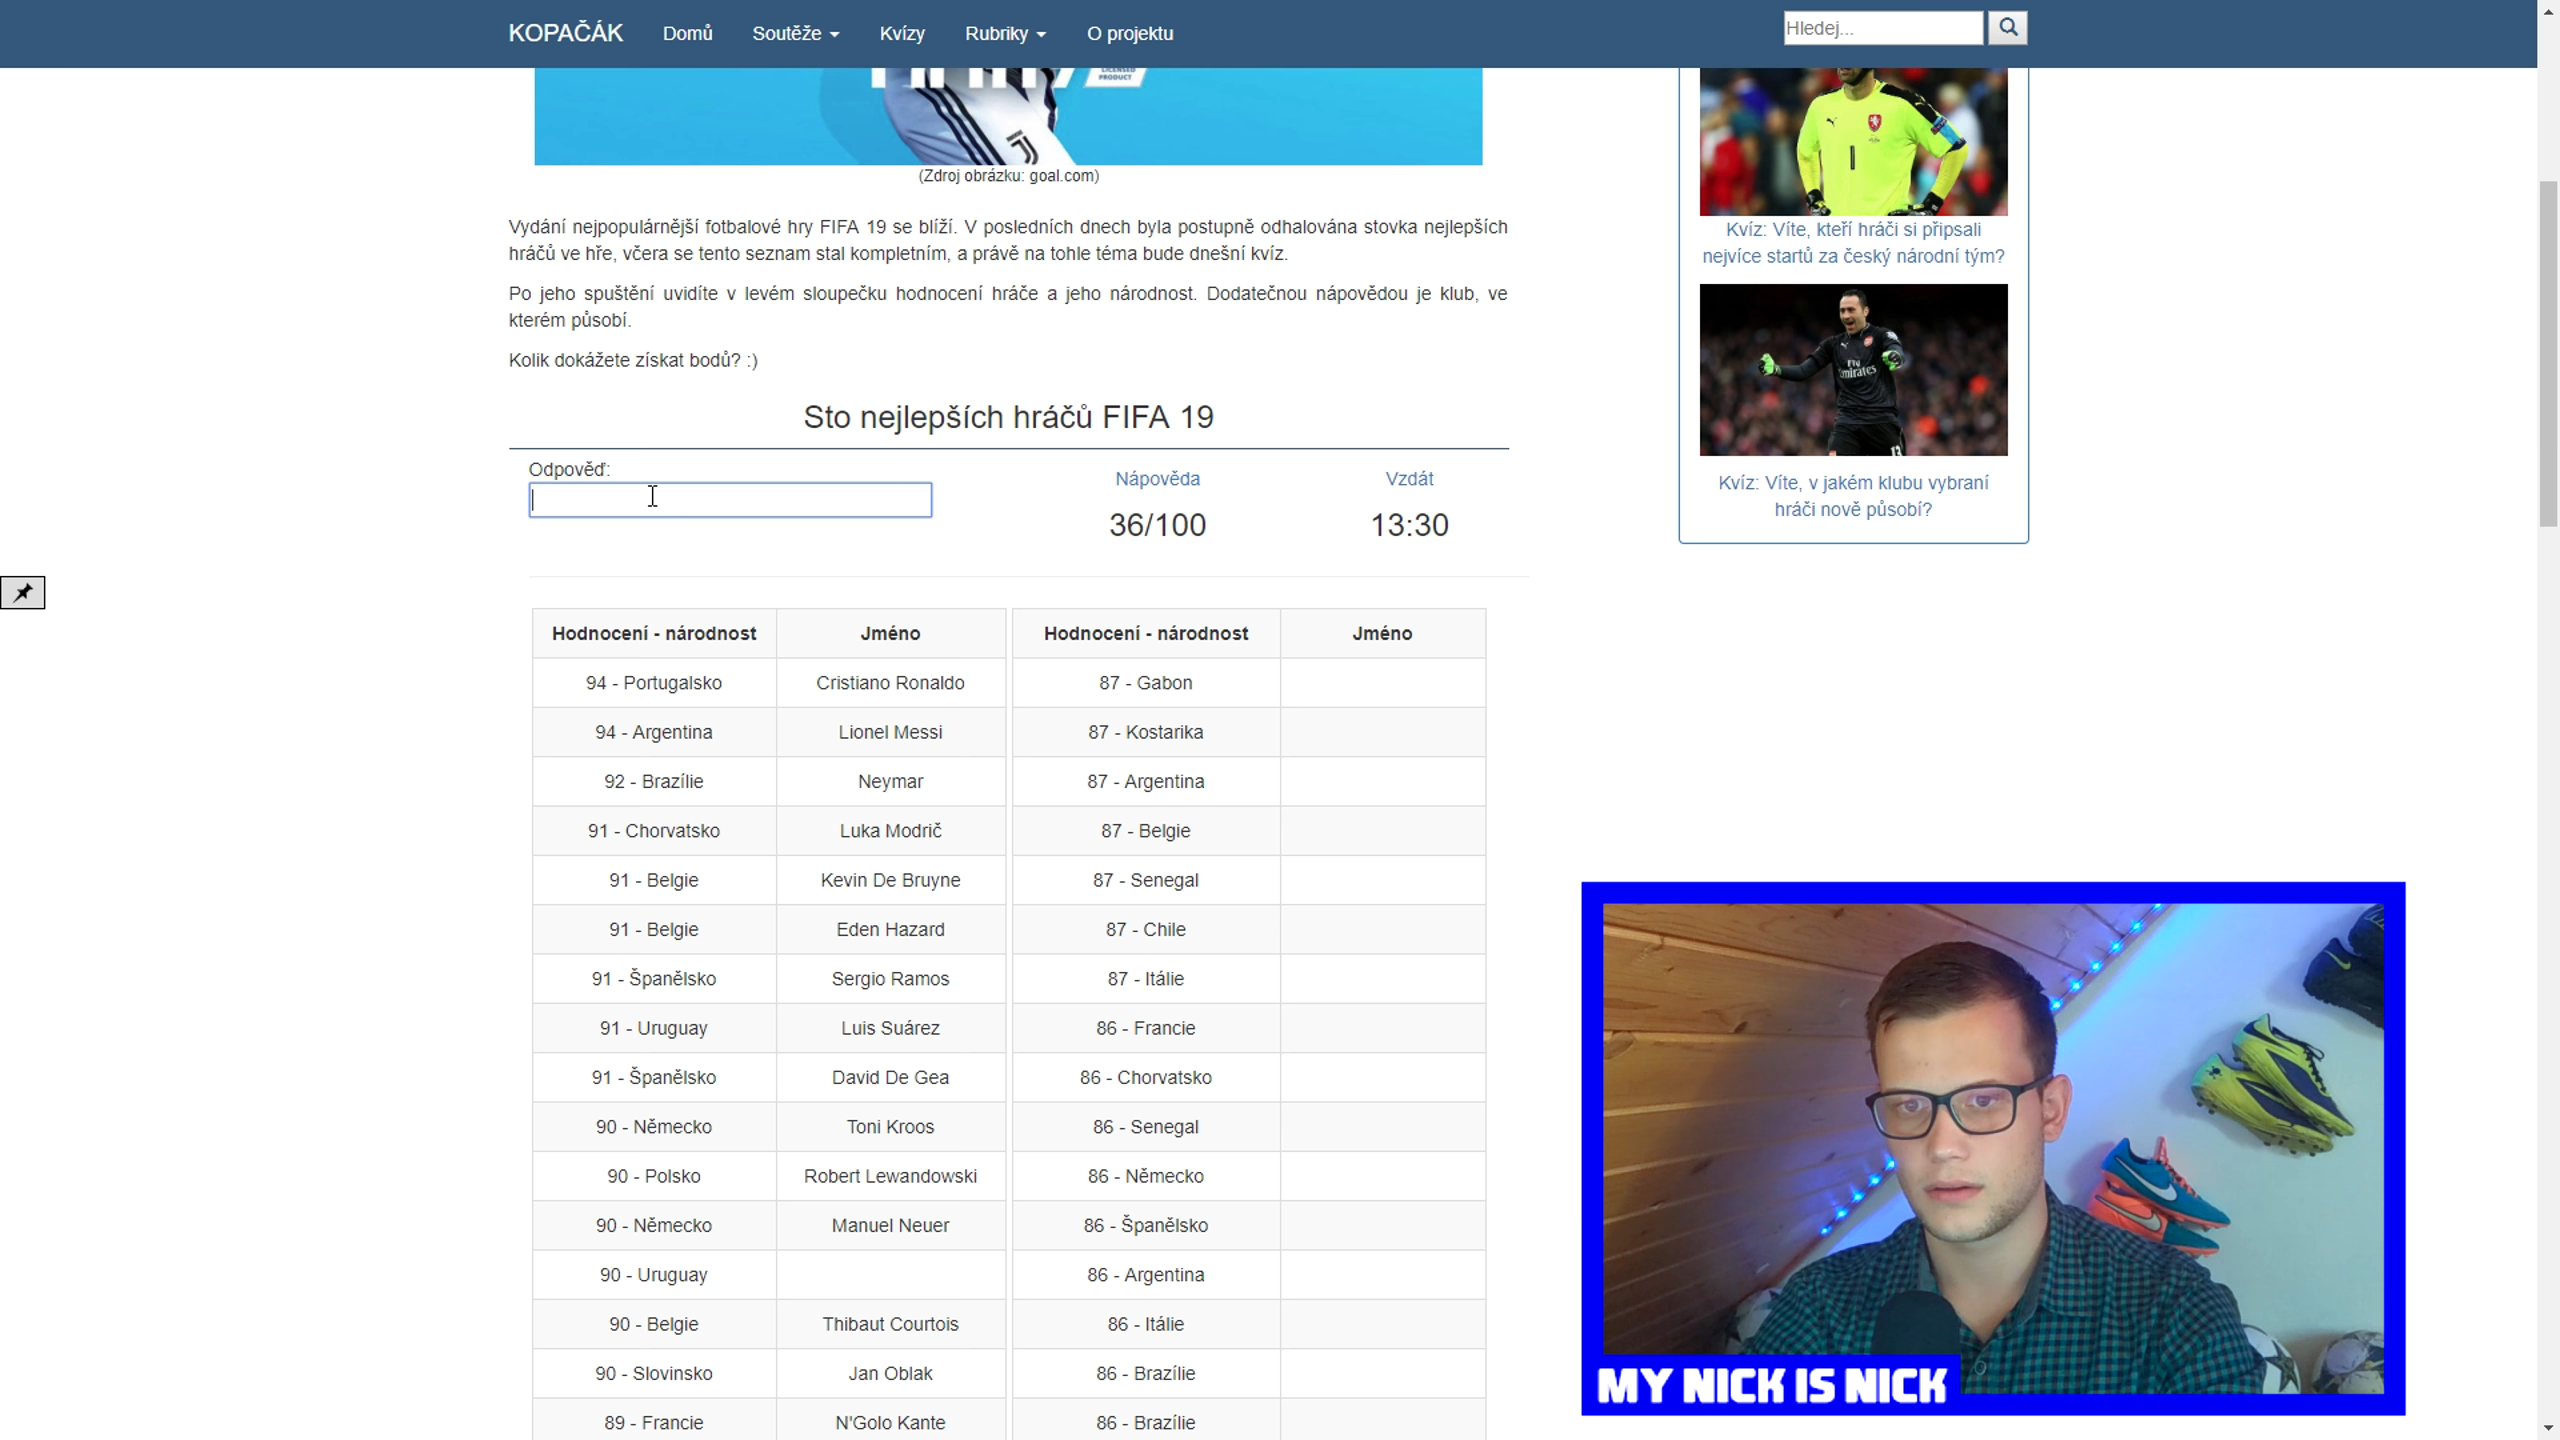 KOPAČÁK Domů Soutěže Kvízy Rubriky O projektu Hledej...
LICENSED
PRODUCT
(Zdroj obrázku: goal.com)
Vydání nejpopulárnější fotbalové hry FIFA 19 se blíží. V posledních dnech byla postupně odhalována stovka nejlepších
hráčů ve hře, včera se tento seznam stal kompletním, a právě na tohle téma bude dnešní kvíz.
Po jeho spuštění uvidíte v levém sloupečku hodnocení hráče a jeho národnost. Dodatečnou nápovědou je klub, ve
kterém působí.
Kolik dokážete získat bodů? :)
Sto nejlepších hráčů FIFA 19
Odpověď:
Nápověda Vzdát
36/100 13:30
Hodnocení - národnost Jméno Hodnocení - národnost Jméno
94 - Portugalsko Cristiano Ronaldo 87 - Gabon
94 - Argentina Lionel Messi 87 - Kostarika
92 - Brazílie Neymar 87 - Argentina
91 - Chorvatsko Luka Modrič 87 - Belgie
91 - Belgie Kevin De Bruyne 87 - Senegal
91 - Belgie Eden Hazard 87 - Chile
91 - Španělsko Sergio Ramos 87 - Itálie
91 - Uruguay Luis Suárez 86 - Francie
91 - Španělsko David De Gea 86 - Chorvatsko
90 - Německo Toni Kroos 86 - Senegal
90 - Polsko Robert Lewandowski 86 - Německo
90 - Německo Manuel Neuer 86 - Španělsko
90 - Uruguay 86 - Argentina
90 - Belgie Thibaut Courtois 86 - Itálie
90 - Slovinsko Jan Oblak 86 - Brazílie
89 - Francie N'Golo Kante 86 - Brazílie
1
Kvíz: Víte, kteří hráči si připsali
nejvíce startů za český národní tým?
Fly
Emirates
13
Kvíz: Víte, v jakém klubu vybraní
hráči nově působí?
MY NICK IS NICK